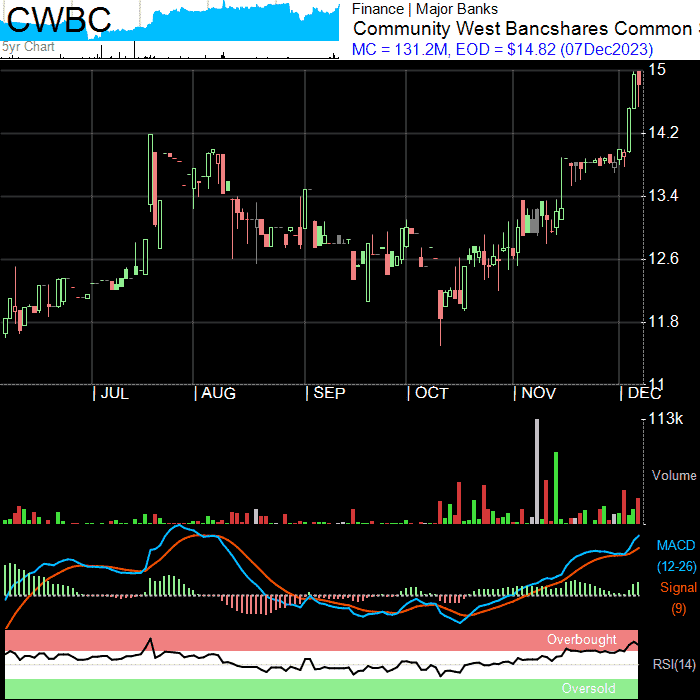 CWBC
5yr Chart
Finance | Major Banks
Community West Bancshares Common
MC = 131.2M, EOD = $14.82 (07Dec2023)
15
14.2
13.4
12.6
11.8
11
JUL
AUG
SEP
OCT
NOV
DEC
113k
Volume
MACD
(12-26)
Signal
(9)
Overbought
RSI(14)
Oversold